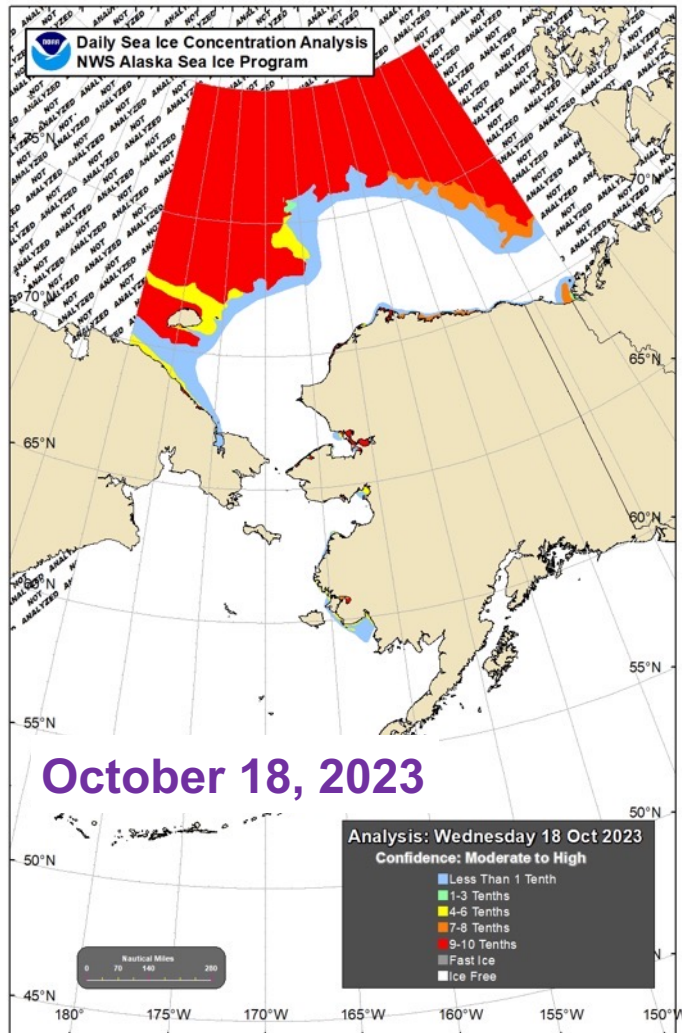 NOAA
Daily Sea Ice Concentration Analysis
NWS Alaska Sea Ice Program
NOT ANALYZED
75°N
70°N
70°N
65°N
65°N
60°N
60°N
55°N
55°N
50°N
50°N
45°N
October 18, 2023
Analysis: Wednesday 18 Oct 2023
Confidence: Moderate to High
Less Than 1 Tenth
1-3 Tenths
4-6 Tenths
7-8 Tenths
9-10 Tenths
Fast Ice
Ice Free
Nautical Miles
0 70 140 280
180° 175°W 170°W 165°W 160°W 155°W 150°W